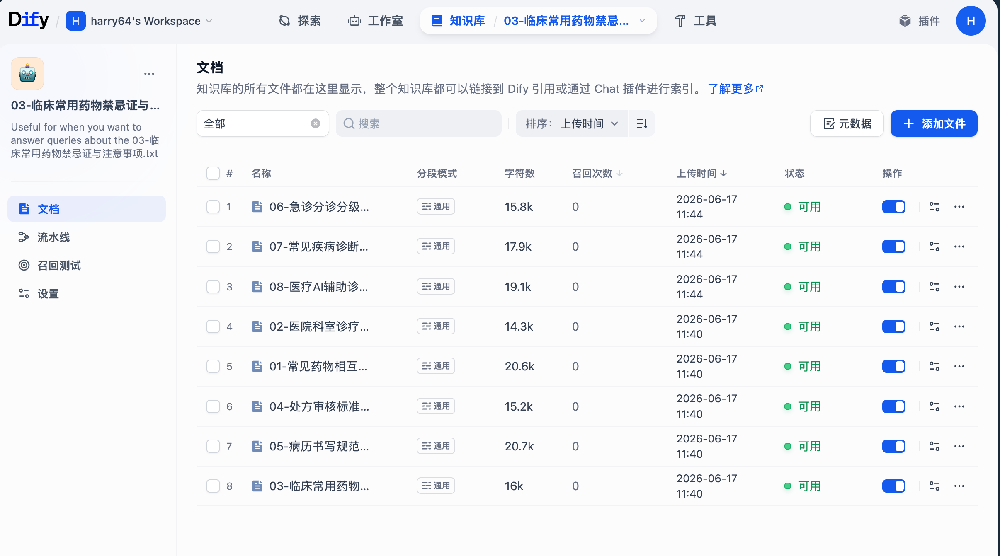 Dify / H harry64's Workspace
探索
工作室
知识库 / 03-临床常用药物禁忌...
工具
插件
H
03-临床常用药物禁忌证与...
Useful for when you want to
answer queries about the 03-临
床常用药物禁忌证与注意事项.txt
文档
流水线
召回测试
设置
文档
知识库的所有文件都在这里显示，整个知识库都可以链接到 Dify 引用或通过 Chat 插件进行索引。 了解更多
全部
搜索
排序： 上传时间
元数据
添加文件
# 名称 分段模式 字符数 召回次数 上传时间 状态 操作
1 06-急诊分诊分级... 通用 15.8k 0 2026-06-17 11:44 可用
2 07-常见疾病诊断... 通用 17.9k 0 2026-06-17 11:44 可用
3 08-医疗AI辅助诊... 通用 19.1k 0 2026-06-17 11:44 可用
4 02-医院科室诊疗... 通用 14.3k 0 2026-06-17 11:40 可用
5 01-常见药物相互... 通用 20.6k 0 2026-06-17 11:40 可用
6 04-处方审核标准... 通用 15.2k 0 2026-06-17 11:40 可用
7 05-病历书写规范... 通用 20.7k 0 2026-06-17 11:40 可用
8 03-临床常用药物... 通用 16k 0 2026-06-17 11:40 可用